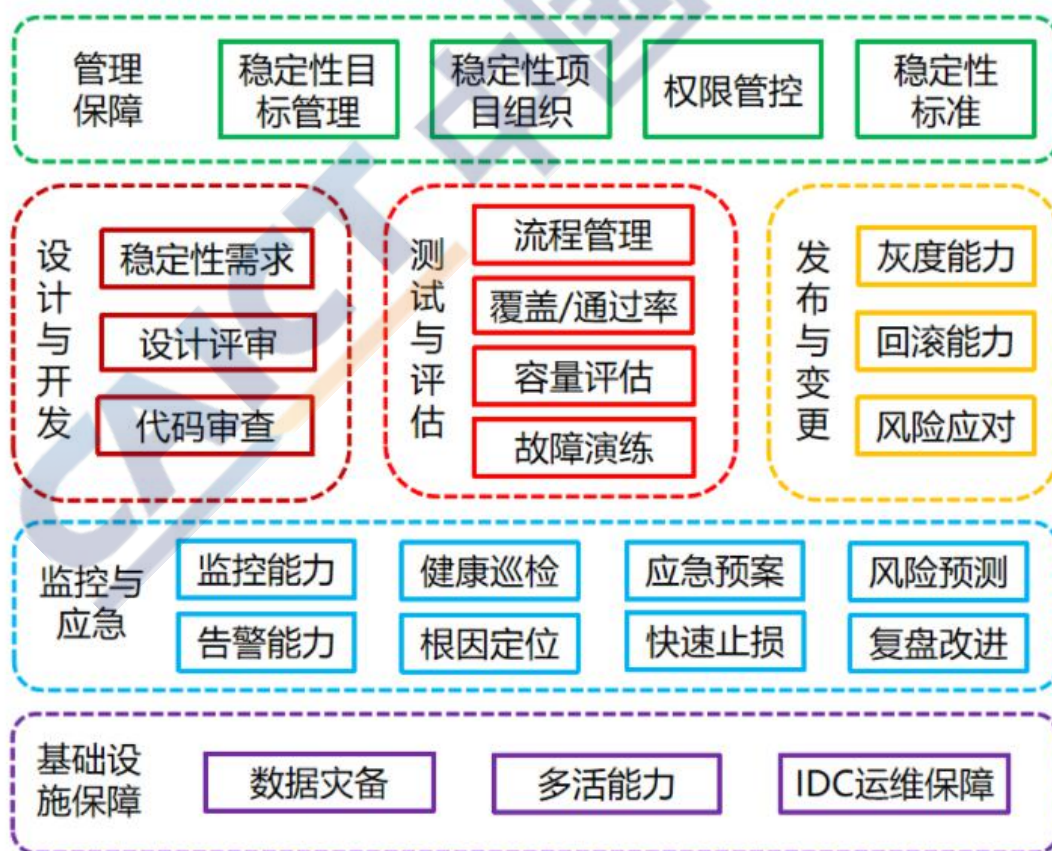 管理
保障
稳定性目
标管理
稳定性项
目组织
权限管控
稳定性
标准
设计与开发
稳定性需求
设计评审
代码审查
测试与评估
流程管理
覆盖/通过率
容量评估
故障演练
发布与变更
灰度能力
回滚能力
风险应对
监控与
应急
监控能力
健康巡检
应急预案
风险预测
告警能力
根因定位
快速止损
复盘改进
基础设
施保障
数据灾备
多活能力
IDC运维保障
CAICT 中国